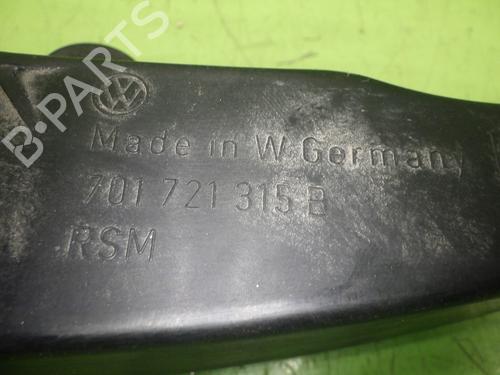 B-PARTS
Made in W.Germany
701 721 315 B
RSM